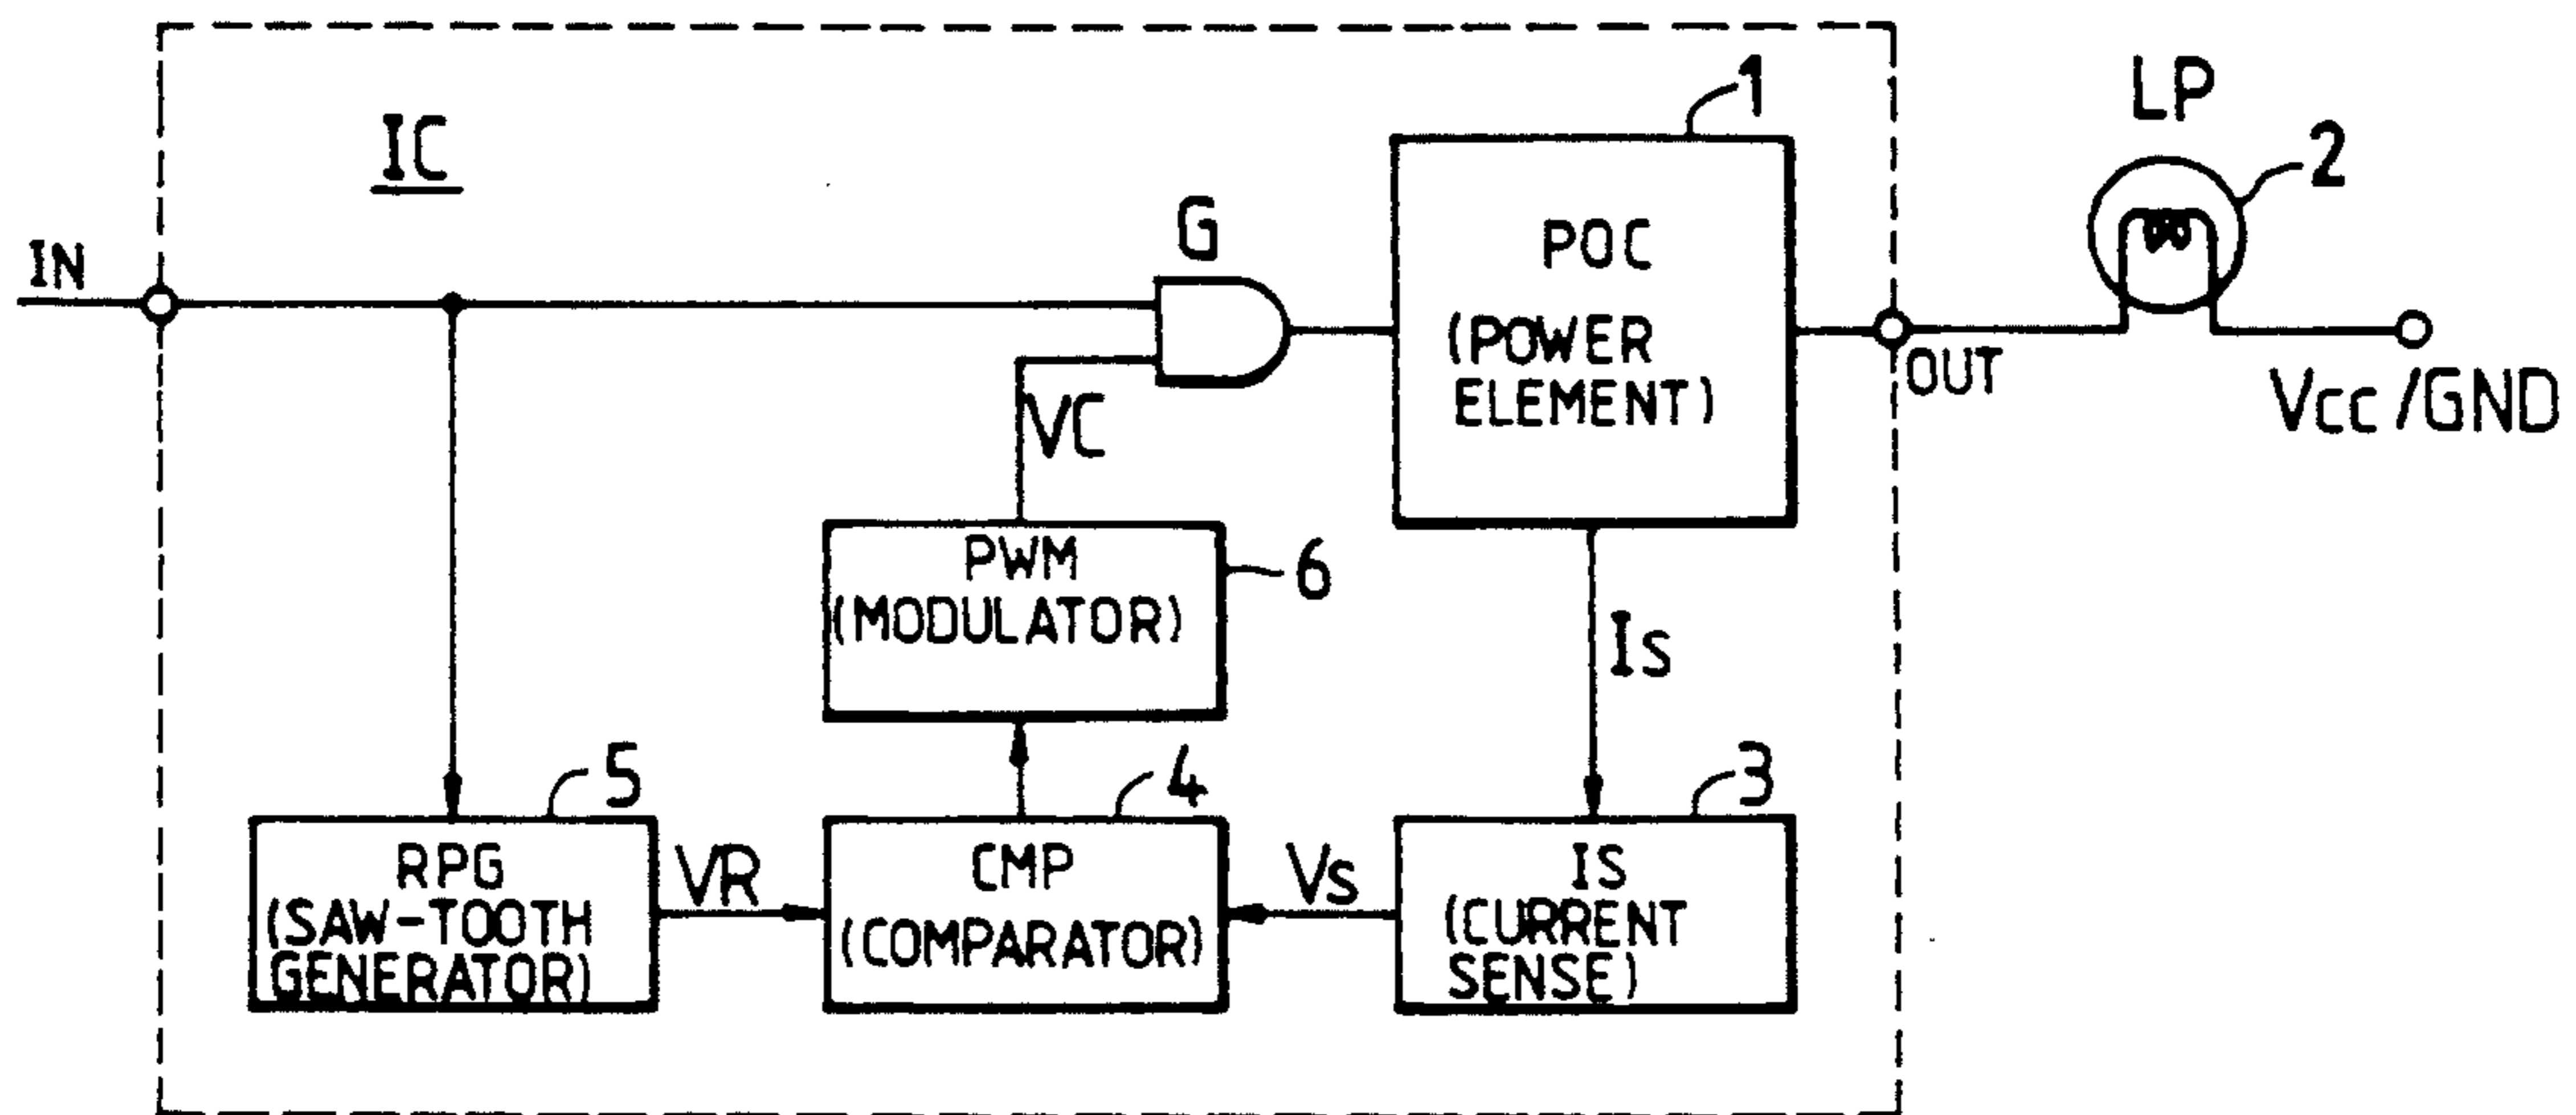 IC
IN
G
1
POC
(POWER
ELEMENT)
OUT
LP
2
Vcc/GND
VC
PWM
(MODULATOR)
6
Is
5
RPG
(SAW-TOOTH
GENERATOR)
VR
4
CMP
(COMPARATOR)
Vs
3
IS
(CURRENT
SENSE)